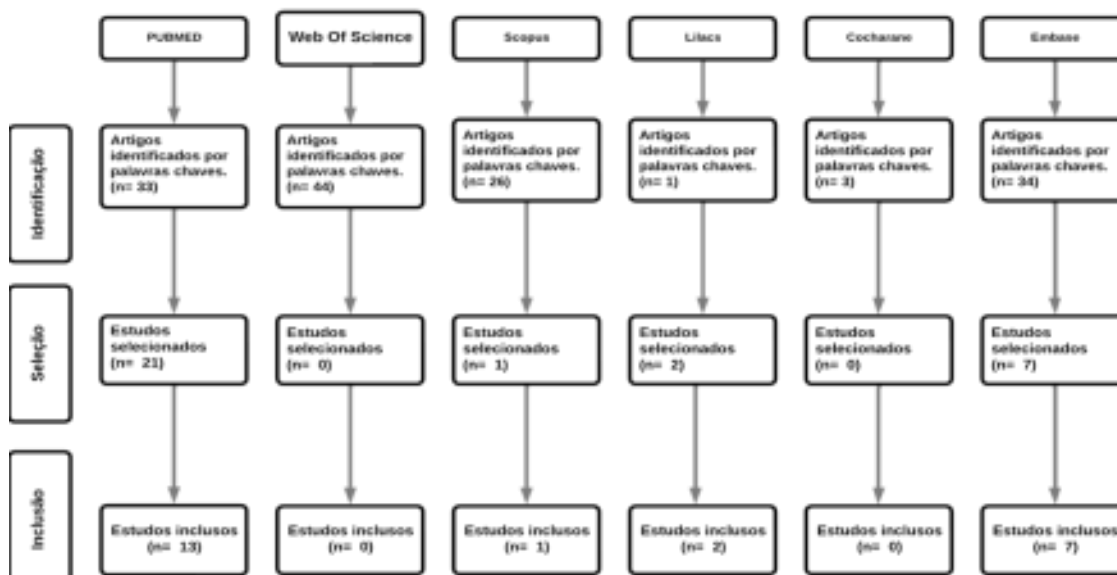 PUBMED
Web Of Science
Scopus
Lilacs
Cocharane
Embase
Identificação
Artigos
identificados por
palavras chaves.
(n= 33)
Artigos
identificados por
palavras chaves.
(n= 44)
Artigos
identificados por
palavras chaves.
(n= 26)
Artigos
identificados por
palavras chaves.
(n= 1)
Artigos
identificados por
palavras chaves.
(n= 3)
Artigos
identificados por
palavras chaves.
(n= 34)
Seleção
Estudos
selecionados
(n= 21)
Estudos
selecionados
(n= 0)
Estudos
selecionados
(n= 1)
Estudos
selecionados
(n= 2)
Estudos
selecionados
(n= 0)
Estudos
selecionados
(n= 7)
Inclusão
Estudos inclusos
(n= 13)
Estudos inclusos
(n= 0)
Estudos inclusos
(n= 1)
Estudos inclusos
(n= 2)
Estudos inclusos
(n= 0)
Estudos inclusos
(n= 7)